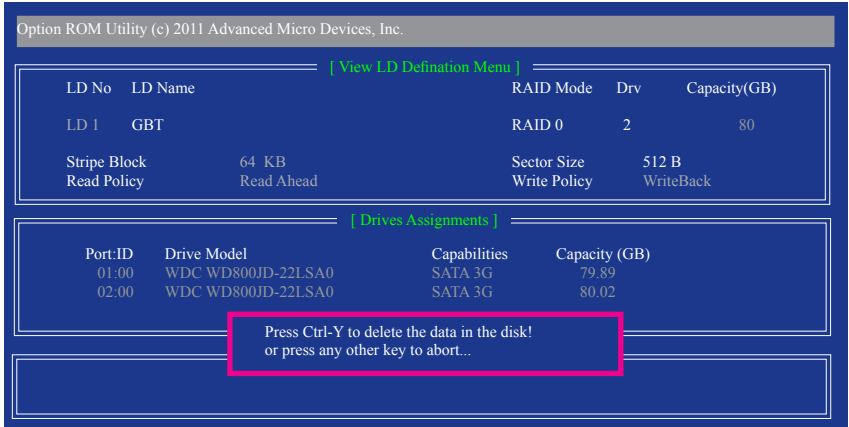 Option ROM Utility (c) 2011 Advanced Micro Devices, Inc.
[ View LD Defination Menu ]
LD No LD Name RAID Mode Drv Capacity(GB)
LD 1 GBT RAID 0 2 80
Stripe Block 64 KB Sector Size 512 B
Read Policy Read Ahead Write Policy WriteBack
[ Drives Assignments ]
Port:ID Drive Model Capabilities Capacity (GB)
01:00 WDC WD800JD-22LSA0 SATA 3G 79.89
02:00 WDC WD800JD-22LSA0 SATA 3G 80.02
Press Ctrl-Y to delete the data in the disk!
or press any other key to abort...